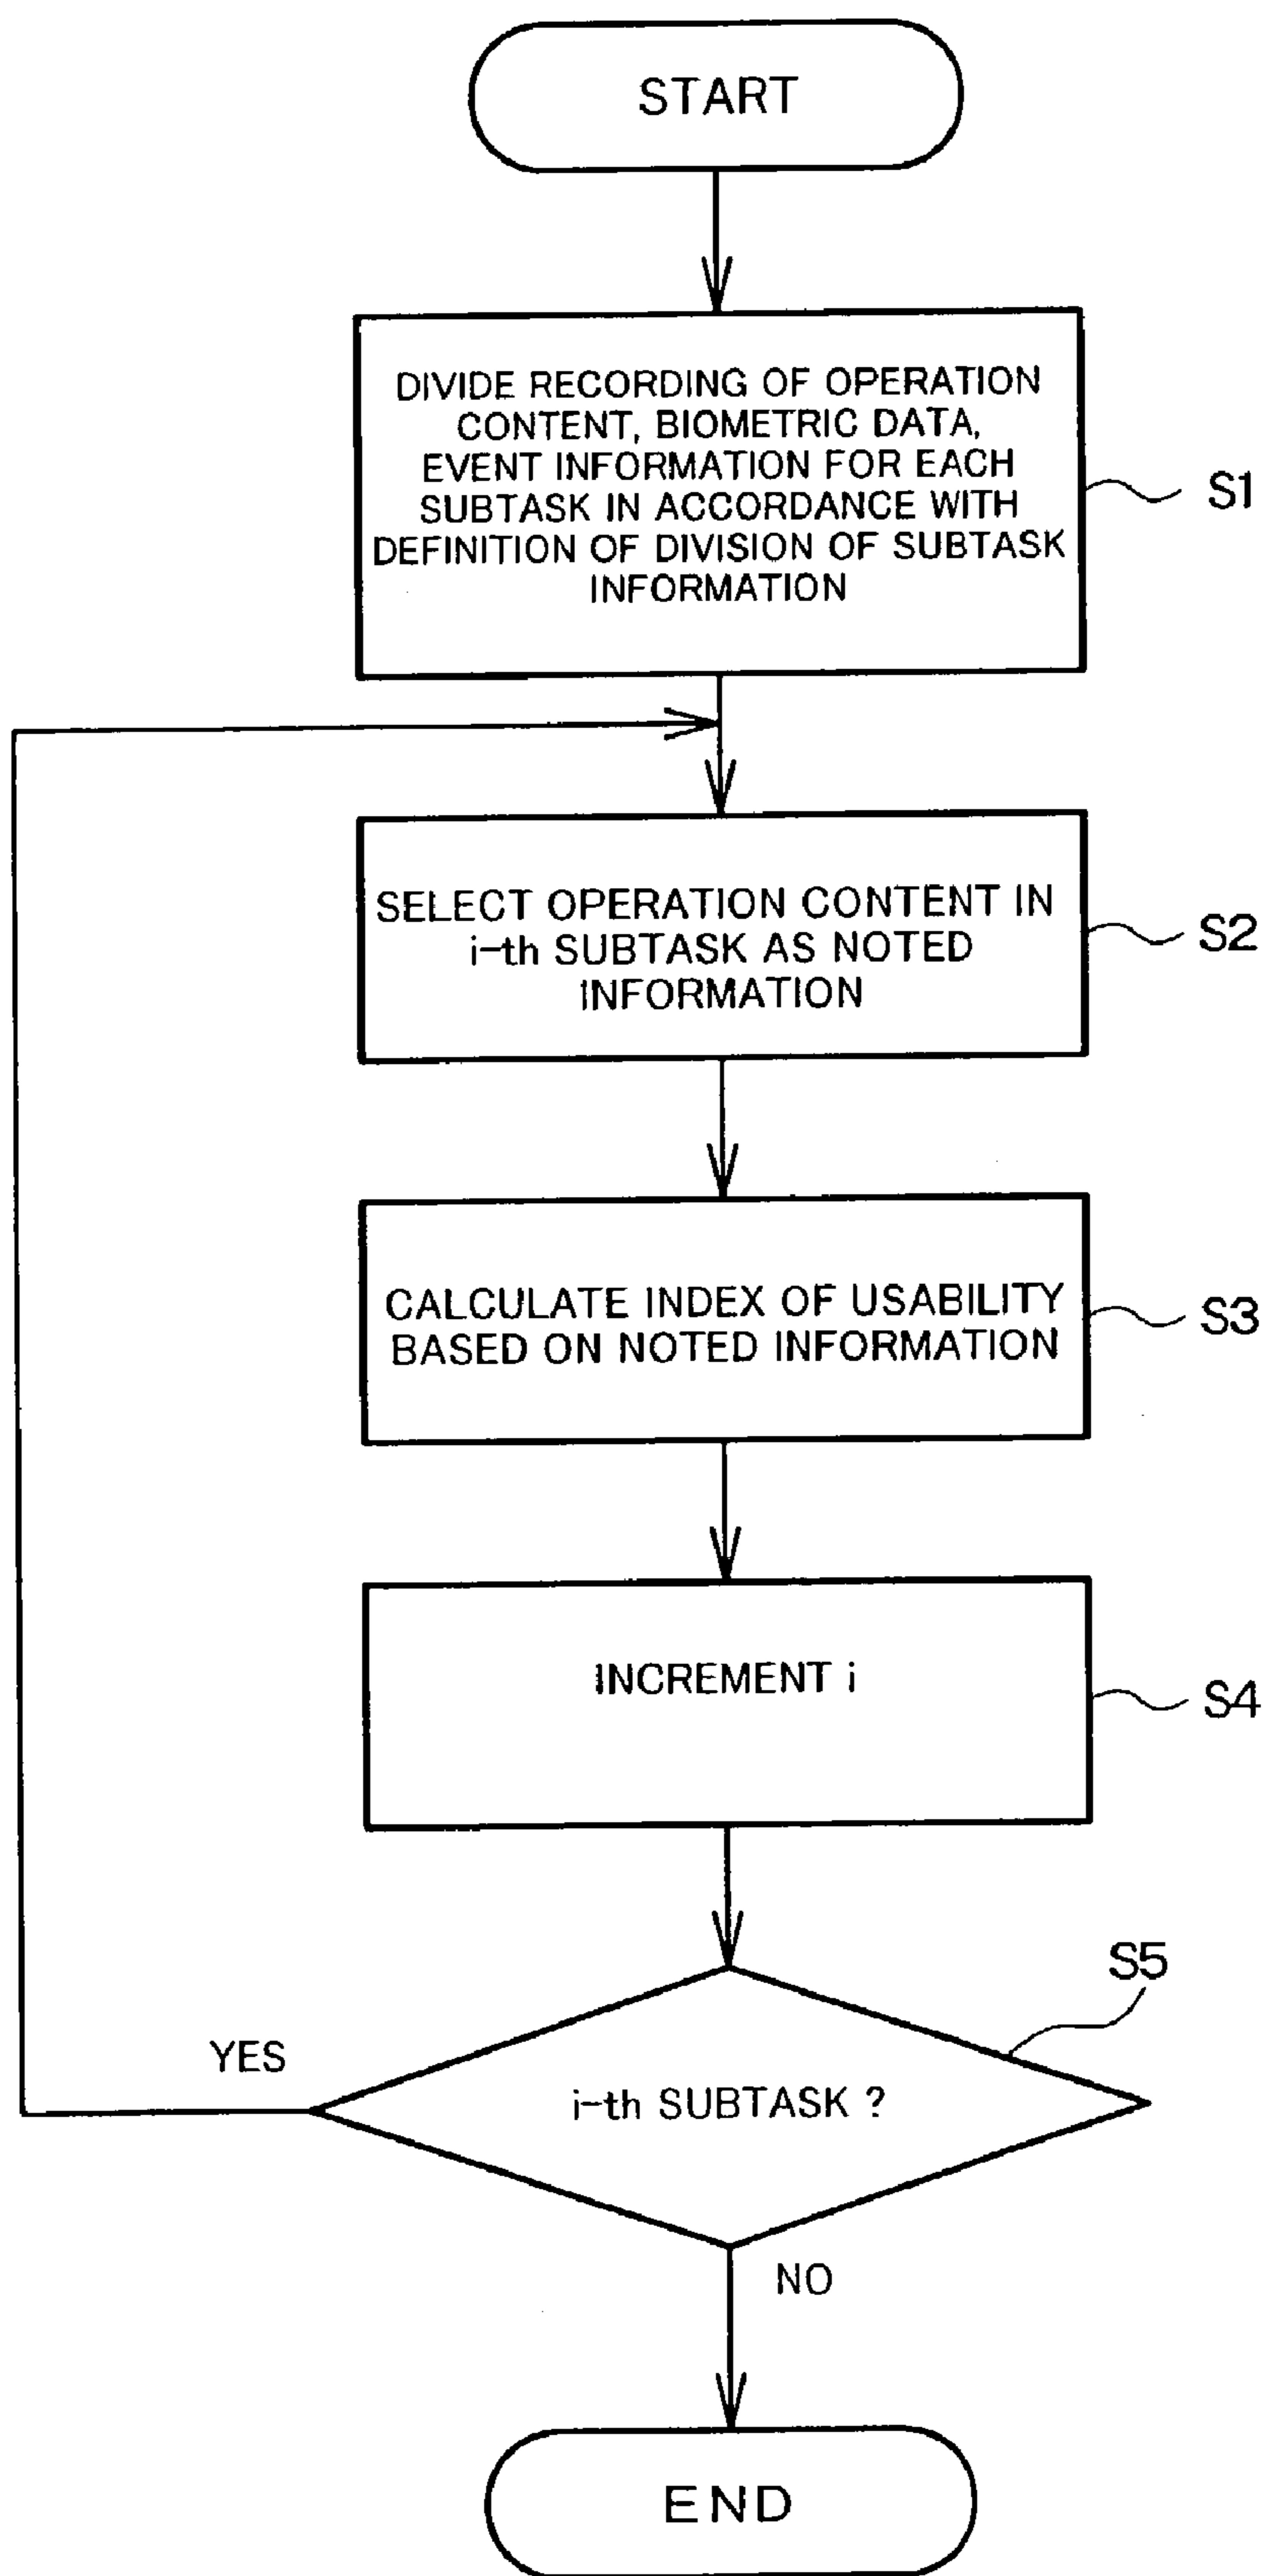 START
DIVIDE RECORDING OF OPERATION
CONTENT, BIOMETRIC DATA,
EVENT INFORMATION FOR EACH
SUBTASK IN ACCORDANCE WITH
DEFINITION OF DIVISION OF SUBTASK
INFORMATION
S1
SELECT OPERATION CONTENT IN
i-th SUBTASK AS NOTED
INFORMATION
S2
CALCULATE INDEX OF USABILITY
BASED ON NOTED INFORMATION
S3
INCREMENT i
S4
S5
YES
i-th SUBTASK ?
NO
END